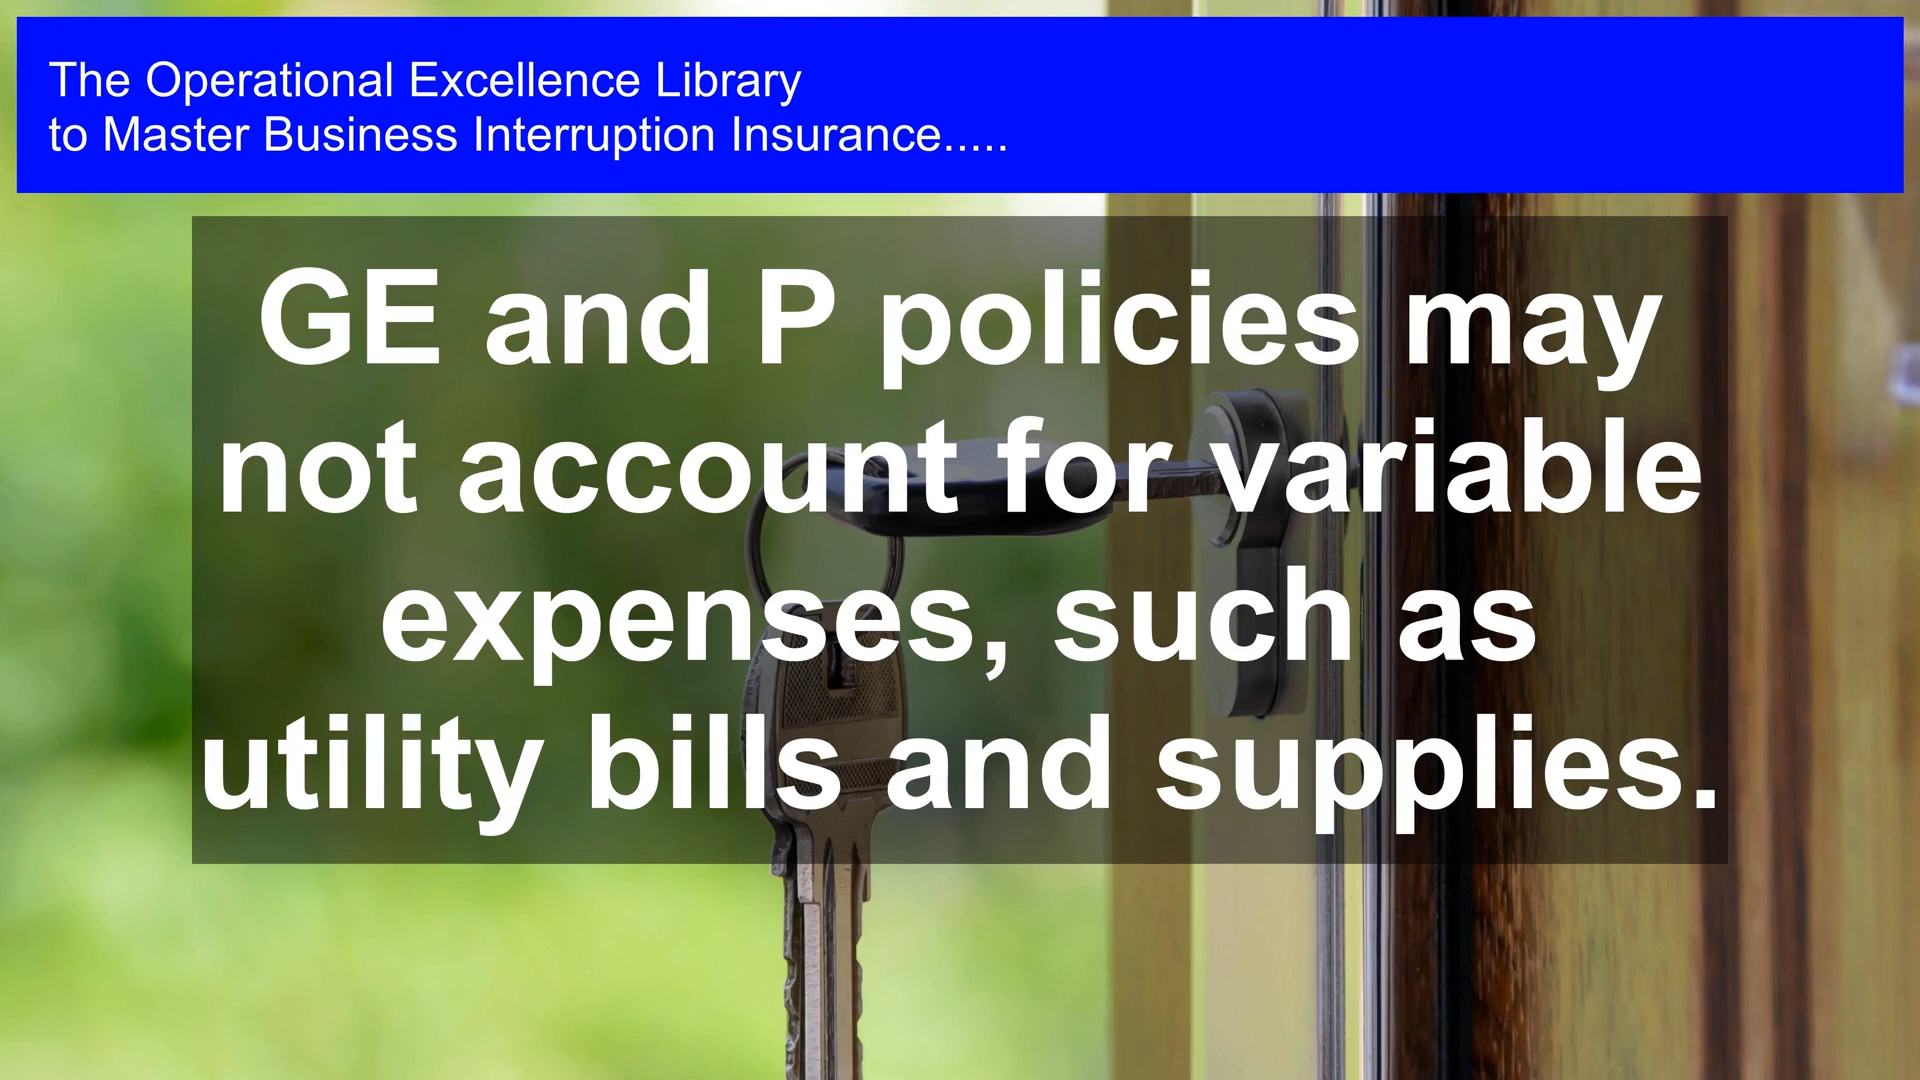 The Operational Excellence Library
to Master Business Interruption Insurance.....
GE and P policies may
not account for variable
expenses, such as
utility bills and supplies.